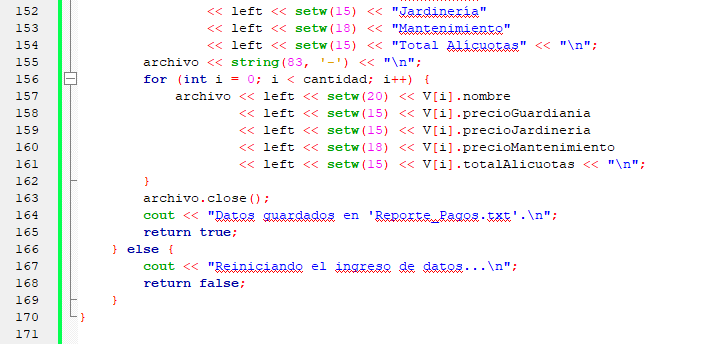 152 << left << setw(15) << "Jardinería"
153 << left << setw(18) << "Mantenimiento"
154 << left << setw(15) << "Total Alícuotas" << "\n";
155 archivo << string(83, '-') << "\n";
156 for (int i = 0; i < cantidad; i++) {
157 archivo << left << setw(20) << V[i].nombre
158 << left << setw(15) << V[i].precioGuardiania
159 << left << setw(15) << V[i].precioJardineria
160 << left << setw(18) << V[i].precioMantenimiento
161 << left << setw(15) << V[i].totalAlicuotas << "\n";
162 }
163 archivo.close();
164 cout << "Datos guardados en 'Reporte_Pagos.txt'.\n";
165 return true;
166 } else {
167 cout << "Reiniciando el ingreso de datos...\n";
168 return false;
169 }
170 }
171